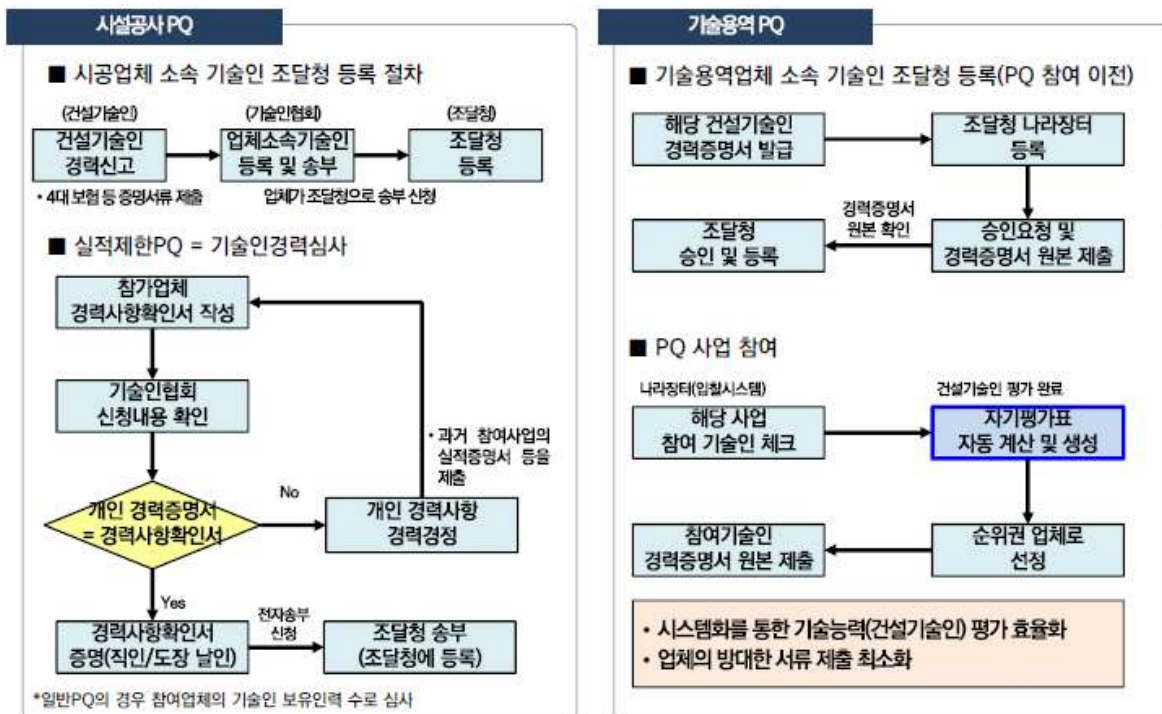 시설공사 PQ
■ 시공업체 소속 기술인 조달청 등록 절차
(건설기술인)
건설기술인
경력신고
(기술인협회)
업체소속기술인
등록 및 송부
(조달청)
조달청
등록
• 4대 보험 등 증명서류 제출
업체가 조달청으로 송부 신청
■ 실적제한PQ = 기술인경력심사
참가업체
경력사항확인서 작성
기술인협회
신청내용 확인
• 과거 참여사업의
실적증명서 등을
제출
개인 경력증명서
= 경력사항확인서
No
개인 경력사항
경력경정
Yes
경력사항확인서
증명(직인/도장 날인)
전자송부
신청
조달청 송부
(조달청에 등록)
*일반PQ의 경우 참여업체의 기술인 보유인력 수로 심사
기술용역 PQ
■ 기술용역업체 소속 기술인 조달청 등록(PQ 참여 이전)
해당 건설기술인
경력증명서 발급
조달청 나라장터
등록
조달청
승인 및 등록
경력증명서
원본 확인
승인요청 및
경력증명서 원본 제출
■ PQ 사업 참여
나라장터(입찰시스템)
해당 사업
참여 기술인 체크
건설기술인 평가 완료
자기평가표
자동 계산 및 생성
참여기술인
경력증명서 원본 제출
순위권 업체로
선정
• 시스템화를 통한 기술능력(건설기술인) 평가 효율화
• 업체의 방대한 서류 제출 최소화